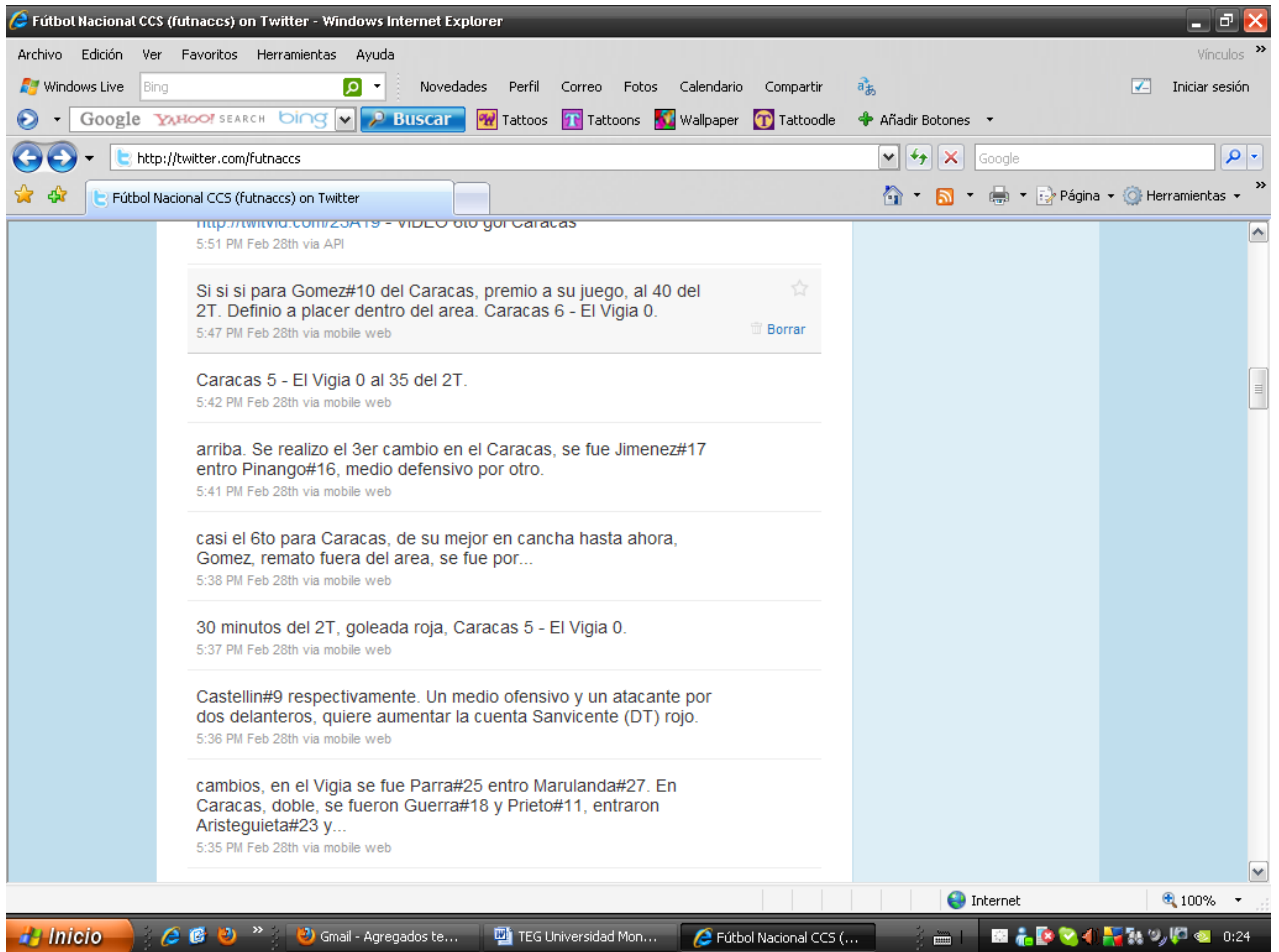 Fútbol Nacional CCS (futnaccs) on Twitter - Windows Internet Explorer
Archivo Edición Ver Favoritos Herramientas Ayuda Vínculos »
Windows Live Bing Novedades Perfil Correo Fotos Calendario Compartir Iniciar sesión
Google YAHOO! SEARCH bing Buscar Tattoos Tattoons Wallpaper Tattoodle Añadir Botones
http://twitter.com/futnaccs Google
Fútbol Nacional CCS (futnaccs) on Twitter Página Herramientas »
http://twitvid.com/25A19 - VIDEO 6to gol Caracas
5:51 PM Feb 28th via API
Si si si para Gomez#10 del Caracas, premio a su juego, al 40 del
2T. Definio a placer dentro del area. Caracas 6 - El Vigia 0.
5:47 PM Feb 28th via mobile web Borrar
Caracas 5 - El Vigia 0 al 35 del 2T.
5:42 PM Feb 28th via mobile web
arriba. Se realizo el 3er cambio en el Caracas, se fue Jimenez#17
entro Pinango#16, medio defensivo por otro.
5:41 PM Feb 28th via mobile web
casi el 6to para Caracas, de su mejor en cancha hasta ahora,
Gomez, remato fuera del area, se fue por...
5:38 PM Feb 28th via mobile web
30 minutos del 2T, goleada roja, Caracas 5 - El Vigia 0.
5:37 PM Feb 28th via mobile web
Castellin#9 respectivamente. Un medio ofensivo y un atacante por
dos delanteros, quiere aumentar la cuenta Sanvicente (DT) rojo.
5:36 PM Feb 28th via mobile web
cambios, en el Vigia se fue Parra#25 entro Marulanda#27. En
Caracas, doble, se fueron Guerra#18 y Prieto#11, entraron
Aristeguieta#23 y...
5:35 PM Feb 28th via mobile web
Internet 100%
Inicio » Gmail - Agregados te... TEG Universidad Mon... Fútbol Nacional CCS (... 0:24